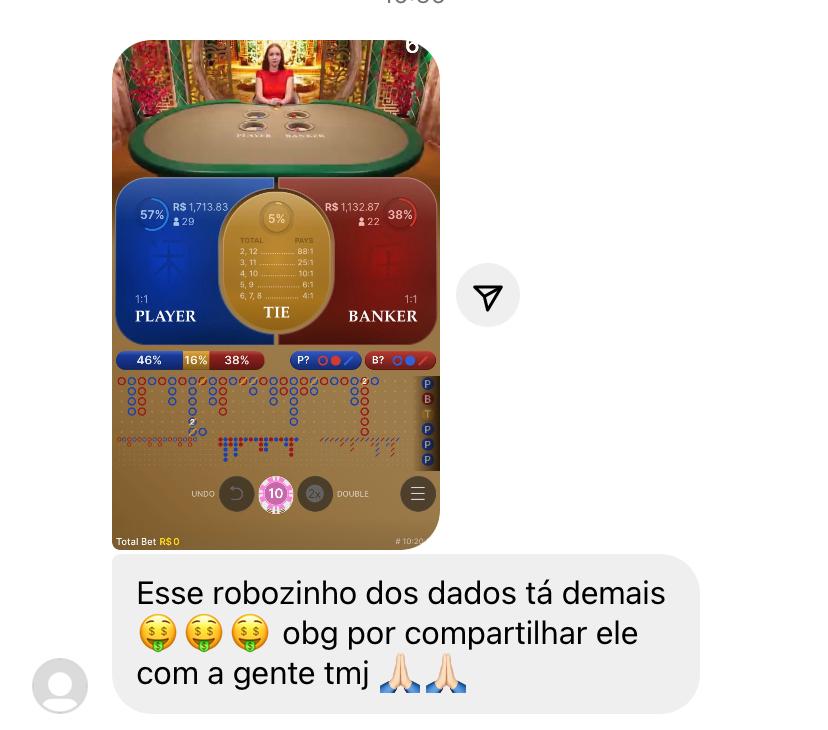 PLAYER BANKER
57% R$ 1,713.83
29
5%
R$ 1,132.87 38%
22
TOTAL PAYS
2, 12 ............ 88:1
3, 11 ............ 25:1
4, 10 ............ 10:1
5, 9 ............ 6:1
6, 7, 8 ............ 4:1
1:1
PLAYER
TIE
1:1
BANKER
46% 16% 38% P? B?
2
2
P
B
T
P
P
P
UNDO 10 2x DOUBLE
Total Bet R$ 0
Esse robozinho dos dados tá demais
🤑 🤑 🤑 obg por compartilhar ele
com a gente tmj 🙏🏻 🙏🏻